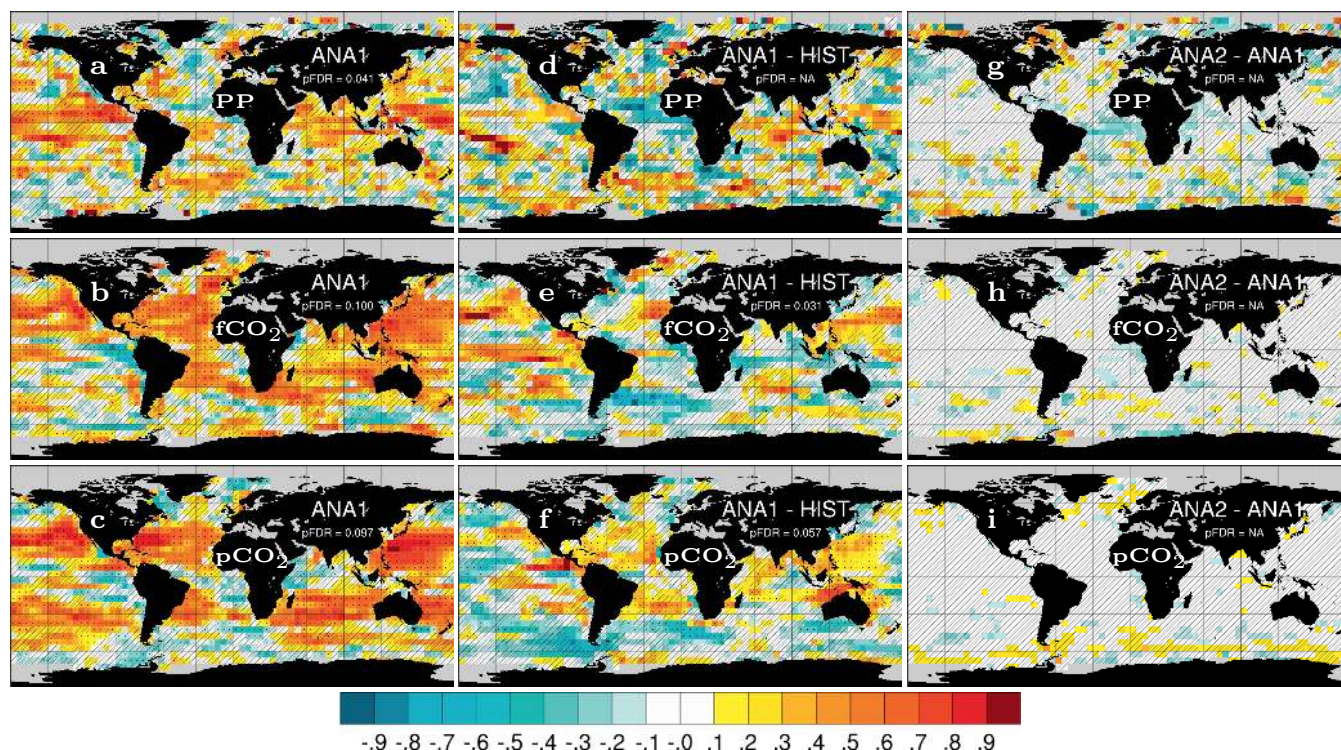 a
ANA1
pFDR = 0.041
PP
d
ANA1 - HIST
pFDR = NA
PP
g
ANA2 - ANA1
pFDR = NA
PP
b
ANA1
pFDR = 0.100
fCO₂
e
ANA1 - HIST
pFDR = 0.031
fCO₂
h
ANA2 - ANA1
pFDR = NA
fCO₂
c
ANA1
pFDR = 0.097
pCO₂
f
ANA1 - HIST
pFDR = 0.057
pCO₂
i
ANA2 - ANA1
pFDR = NA
pCO₂
-.9 -.8 -.7 -.6 -.5 -.4 -.3 -.2 -.1 -.0 .1 .2 .3 .4 .5 .6 .7 .8 .9